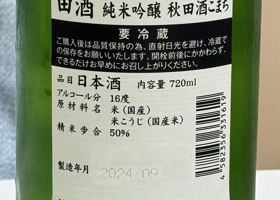 田酒 純米吟醸 秋田酒こまち
要冷蔵
ご購入後は品質保持の為、直射日光を避け、冷蔵で
の保存をお願いいたします。開栓前後にかかわらず、
できるだけお早めにお召し上がりください。
品目 日本酒 内容量 720ml
アルコール分 16度
原材料名 米(国産)
米こうじ(国産米)
精米歩合 50%
製造年月 2024.09
4582356331619